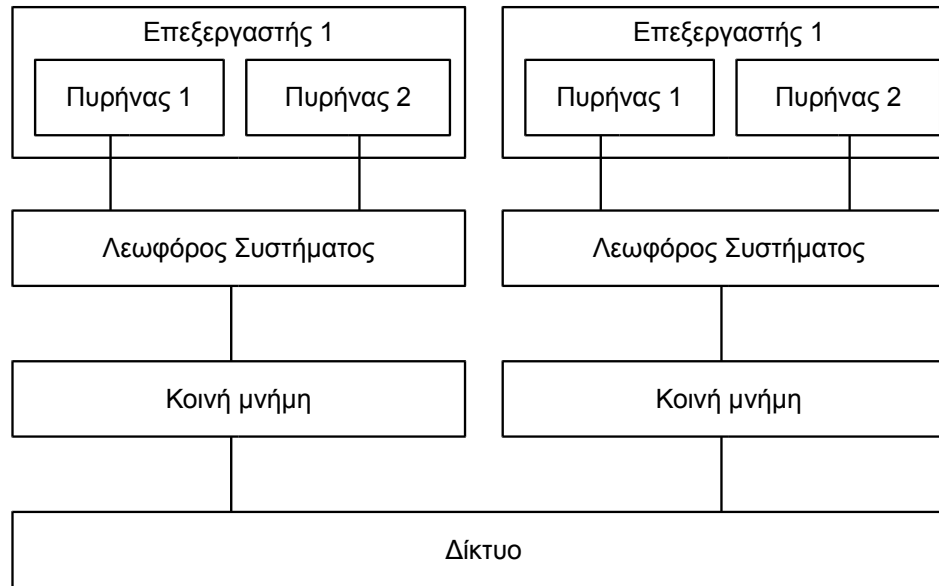 Επεξεργαστής 1
Πυρήνας 1
Πυρήνας 2
Λεωφόρος Συστήματος
Κοινή μνήμη
Επεξεργαστής 1
Πυρήνας 1
Πυρήνας 2
Λεωφόρος Συστήματος
Κοινή μνήμη
Δίκτυο